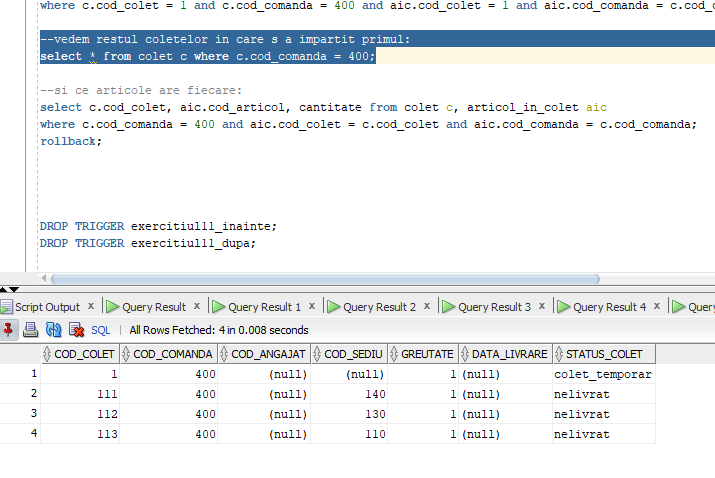 where c.cod_colet = 1 and c.cod_comanda = 400 and aic.cod_colet = 1 and aic.cod_comanda = c.cod_c
--vedem restul coletelor in care s a impartit primul:
select * from colet c where c.cod_comanda = 400;
--si ce articole are fiecare:
select c.cod_colet, aic.cod_articol, cantitate from colet c, articol_in_colet aic
where c.cod_comanda = 400 and aic.cod_colet = c.cod_colet and aic.cod_comanda = c.cod_comanda;
rollback;
DROP TRIGGER exercitiul11_inainte;
DROP TRIGGER exercitiul11_dupa;
Script Output x Query Result x Query Result 1 x Query Result 2 x Query Result 3 x Query Result 4 x Query
SQL | All Rows Fetched: 4 in 0.008 seconds
COD_COLET COD_COMANDA COD_ANGAJAT COD_SEDIU GREUTATE DATA_LIVRARE STATUS_COLET
1 1 400 (null) (null) 1 (null) colet_temporar
2 111 400 (null) 140 1 (null) nelivrat
3 112 400 (null) 130 1 (null) nelivrat
4 113 400 (null) 110 1 (null) nelivrat